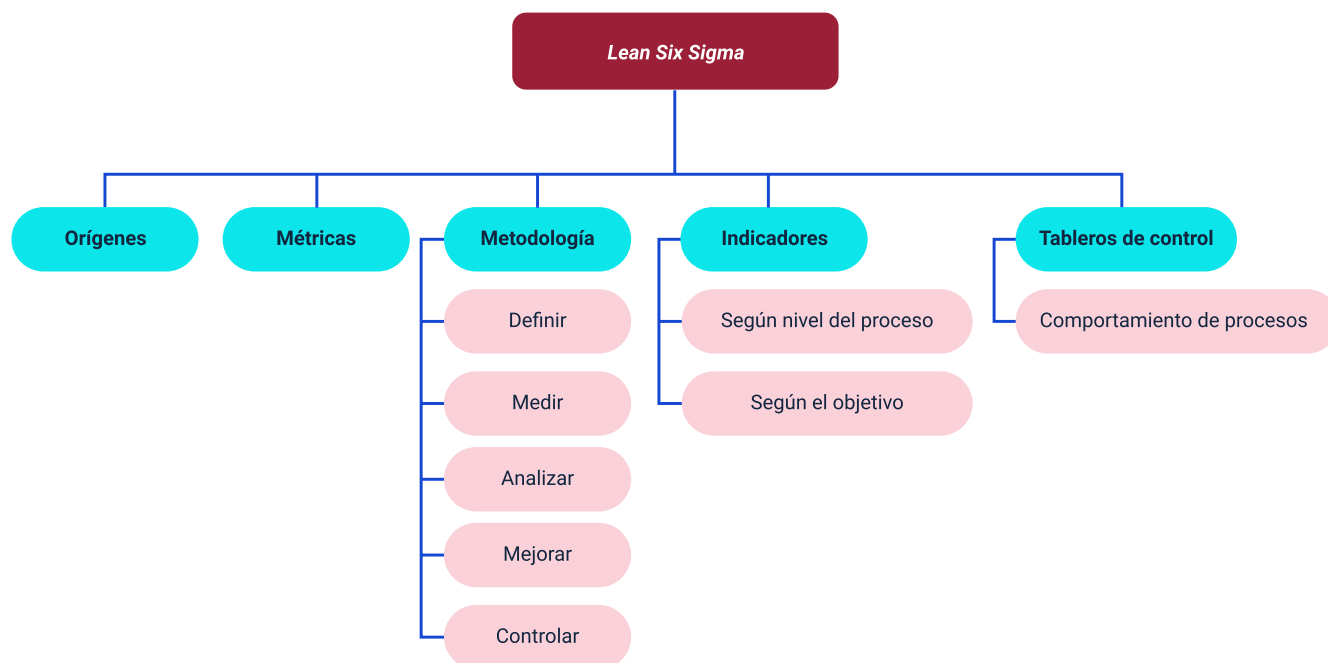 Lean Six Sigma
Orígenes
Métricas
Metodología
Definir
Medir
Analizar
Mejorar
Controlar
Indicadores
Según nivel del proceso
Según el objetivo
Tableros de control
Comportamiento de procesos